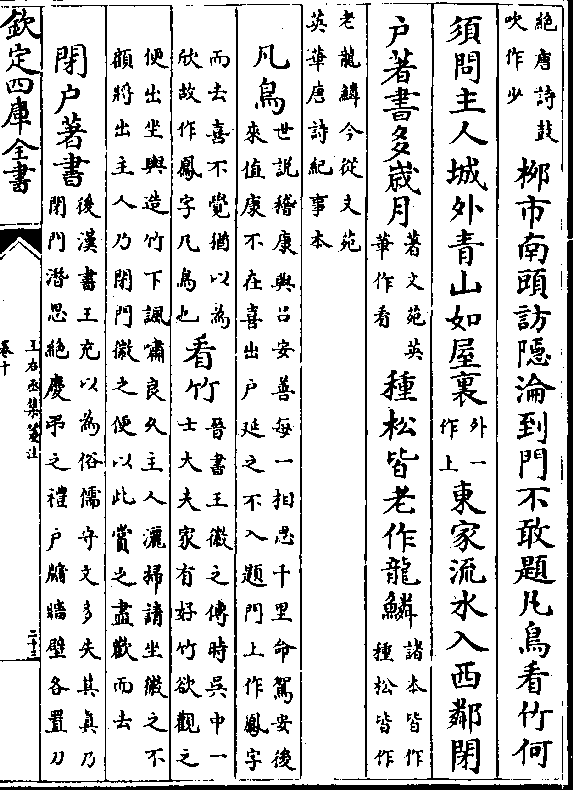 絶唐詩鼓
吹作少
栁市南頭訪隠淪到門不敢題凡鳥看竹何
須問主人城外青山如屋裏
外一
作上
東家流水入西鄰閉
户著書多嵗月
著文苑英
華作看
種松皆老作龍鱗
諸本皆作
種松皆作
老龍鱗今從文苑
英華唐詩紀事本
凡鳥
世説稽康與吕安善每一相思千里命駕安後
來值康不在喜出户延之不入題門上作鳯字
而去喜不覺猶以為
欣故作鳯字凡鳥也
看竹
晉書王徽之傳時吳中一
士大夫家有好竹欲觀之
便出坐輿造竹下諷嘯良久主人灑掃請坐徽之不
顧將出主人乃閉門徽之便以此賞之盡歡而去
閉户著書
後漢書王充以為俗儒守文多失其真乃
閉門潛思絶慶弔之禮户牖牆壁各置刀
欽定四庫全書
王右丞集箋注
卷十
二十三